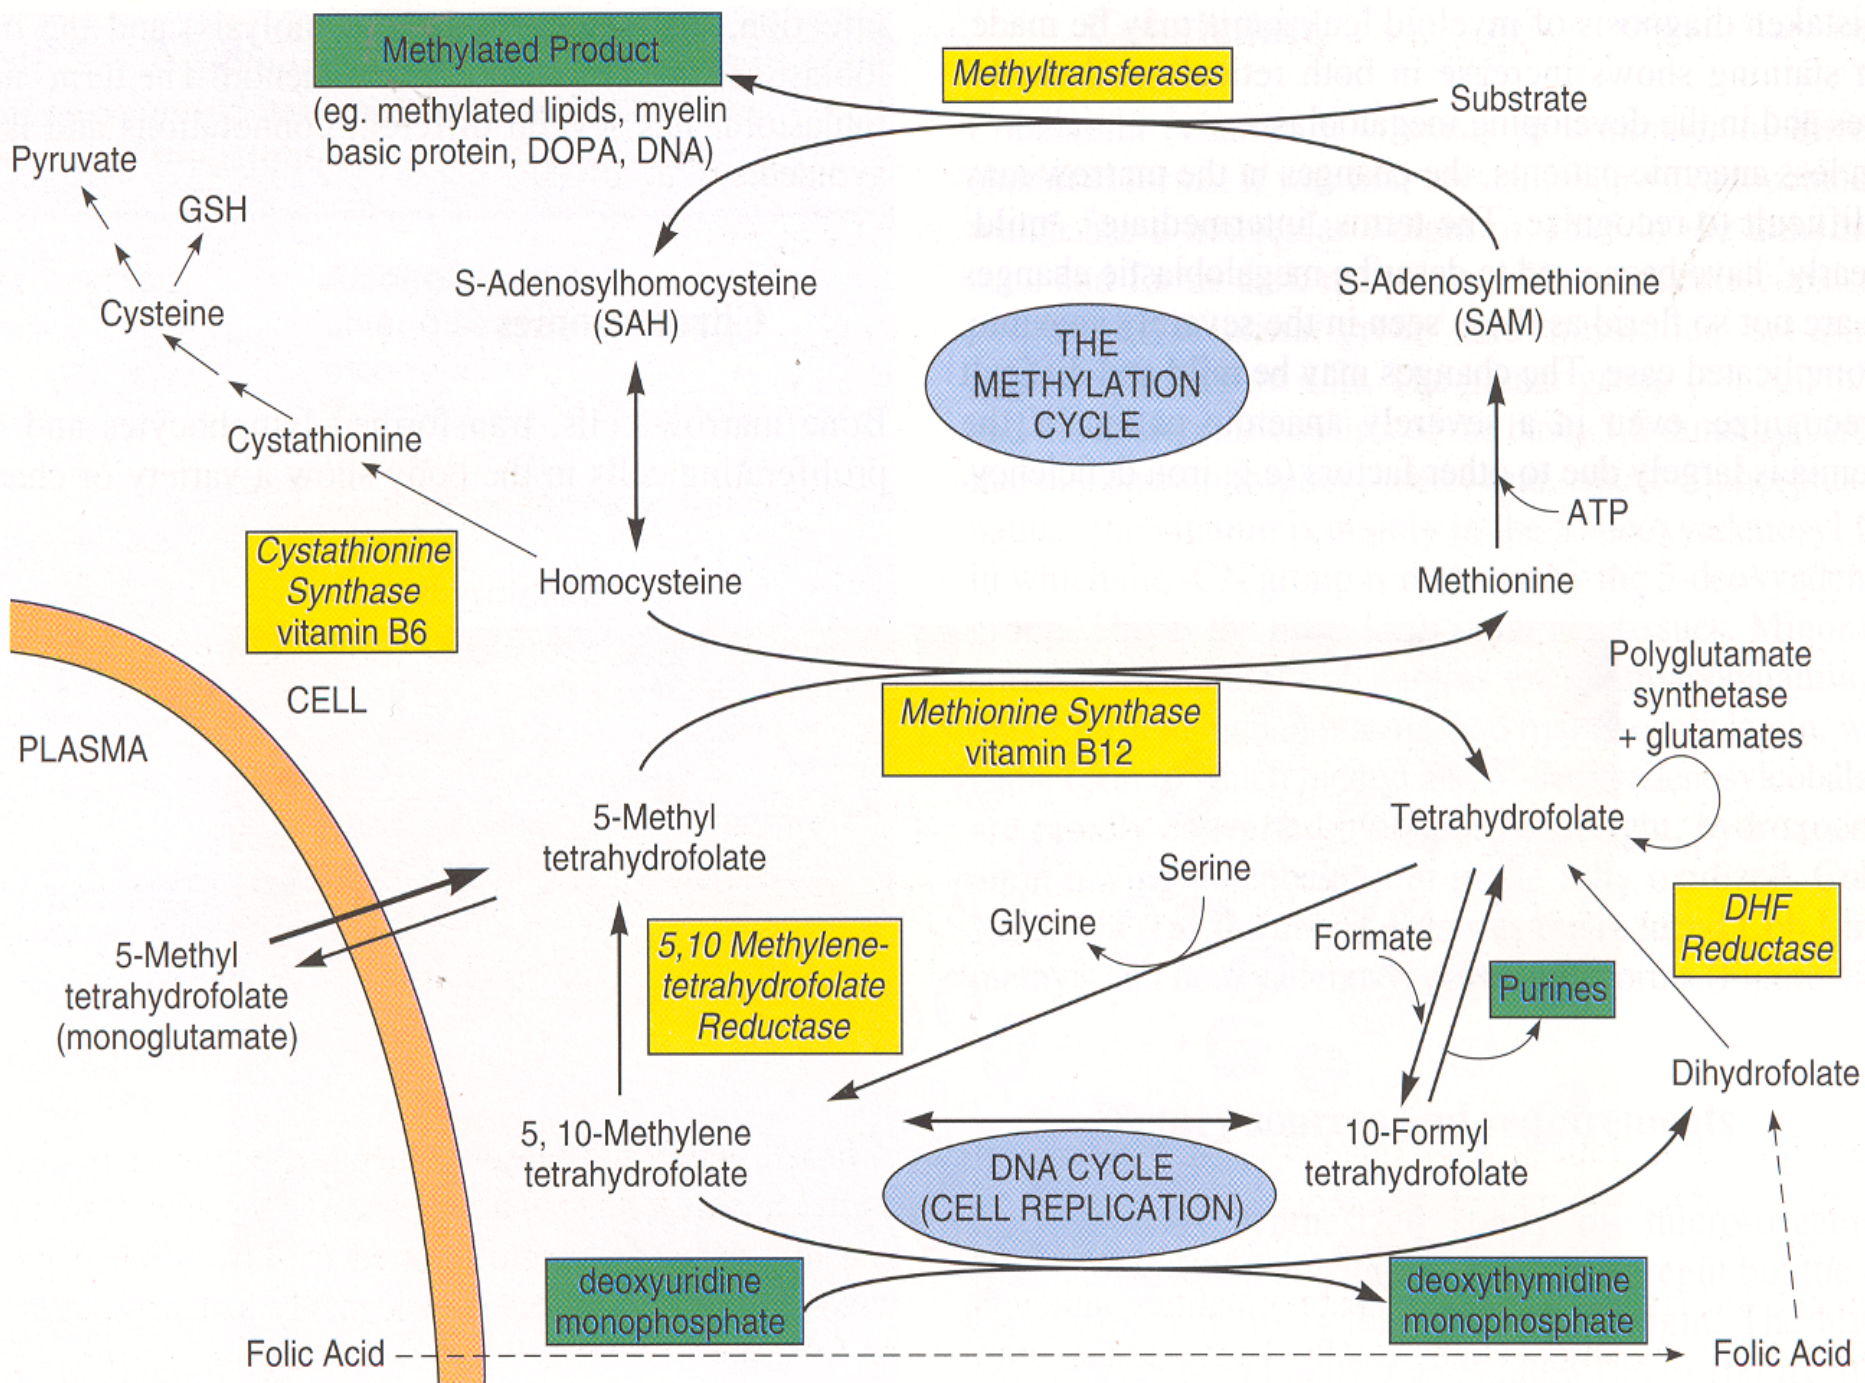 Methylated Product
(eg. methylated lipids, myelin
basic protein, DOPA, DNA)
Methyltransferases
Substrate
Pyruvate
GSH
Cysteine
Cystathionine
S-Adenosylhomocysteine
(SAH)
S-Adenosylmethionine
(SAM)
THE
METHYLATION
CYCLE
ATP
Cystathionine
Synthase
vitamin B6
Homocysteine
Methionine
Methionine Synthase
vitamin B12
Polyglutamate
synthetase
+ glutamates
CELL
PLASMA
5-Methyl
tetrahydrofolate
Tetrahydrofolate
5-Methyl
tetrahydrofolate
(monoglutamate)
5,10 Methylene-
tetrahydrofolate
Reductase
Serine
Glycine
Formate
Purines
DHF
Reductase
Dihydrofolate
5, 10-Methylene
tetrahydrofolate
10-Formyl
tetrahydrofolate
DNA CYCLE
(CELL REPLICATION)
deoxyuridine
monophosphate
deoxythymidine
monophosphate
Folic Acid
Folic Acid